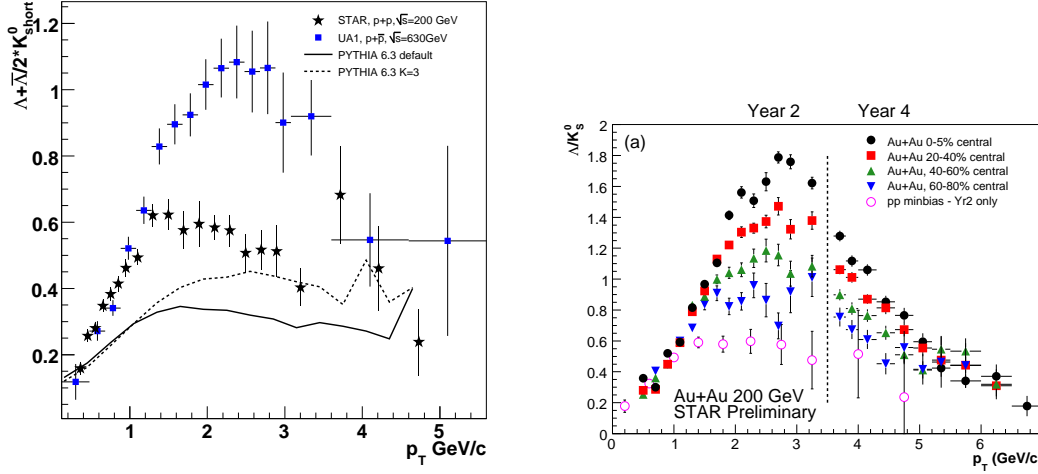 Λ+Λ̅/2*K⁰short
★ STAR, p+p, √s=200 GeV
■ UA1, p+p̅, √s=630GeV
PYTHIA 6.3 default
PYTHIA 6.3 K=3
1.2
1
0.8
0.6
0.4
0.2
1 2 3 4 5
p_T GeV/c
Year 2 Year 4
(a)
Λ/K⁰s
Au+Au 0-5% central
Au+Au 20-40% central
Au+Au, 40-60% central
Au+Au, 60-80% central
pp minbias - Yr2 only
2
1.8
1.6
1.4
1.2
1
0.8
0.6
0.4
0.2
0
Au+Au 200 GeV
STAR Preliminary
0 1 2 3 4 5 6
p_T (GeV/c